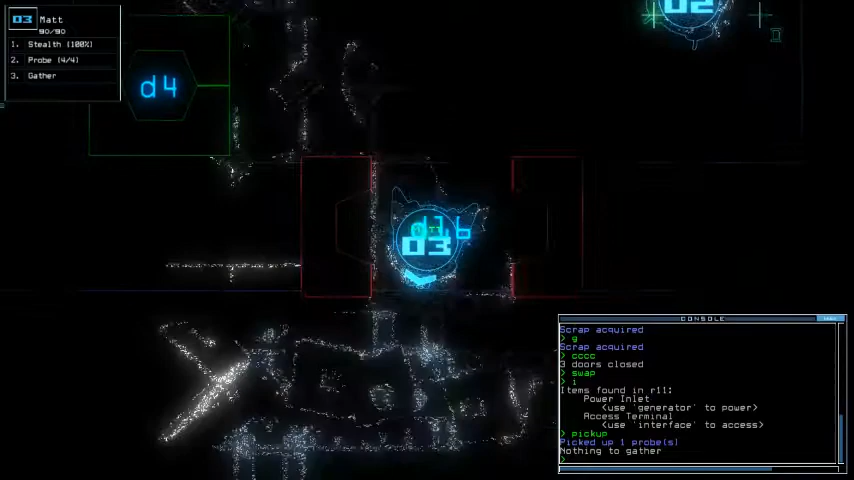 03 Matt
90/90
1. Stealth (100%)
2. Probe (4/4)
3. Gather
d4
02
d16
03
CONSOLE
Scrap acquired
> g
Scrap acquired
> cccc
3 doors closed
> swap
> i
Items found in r11:
Power Inlet
<use 'generator' to power>
Access Terminal
<use 'interface' to access>
> pickup
Picked up 1 probe(s)
Nothing to gather
>